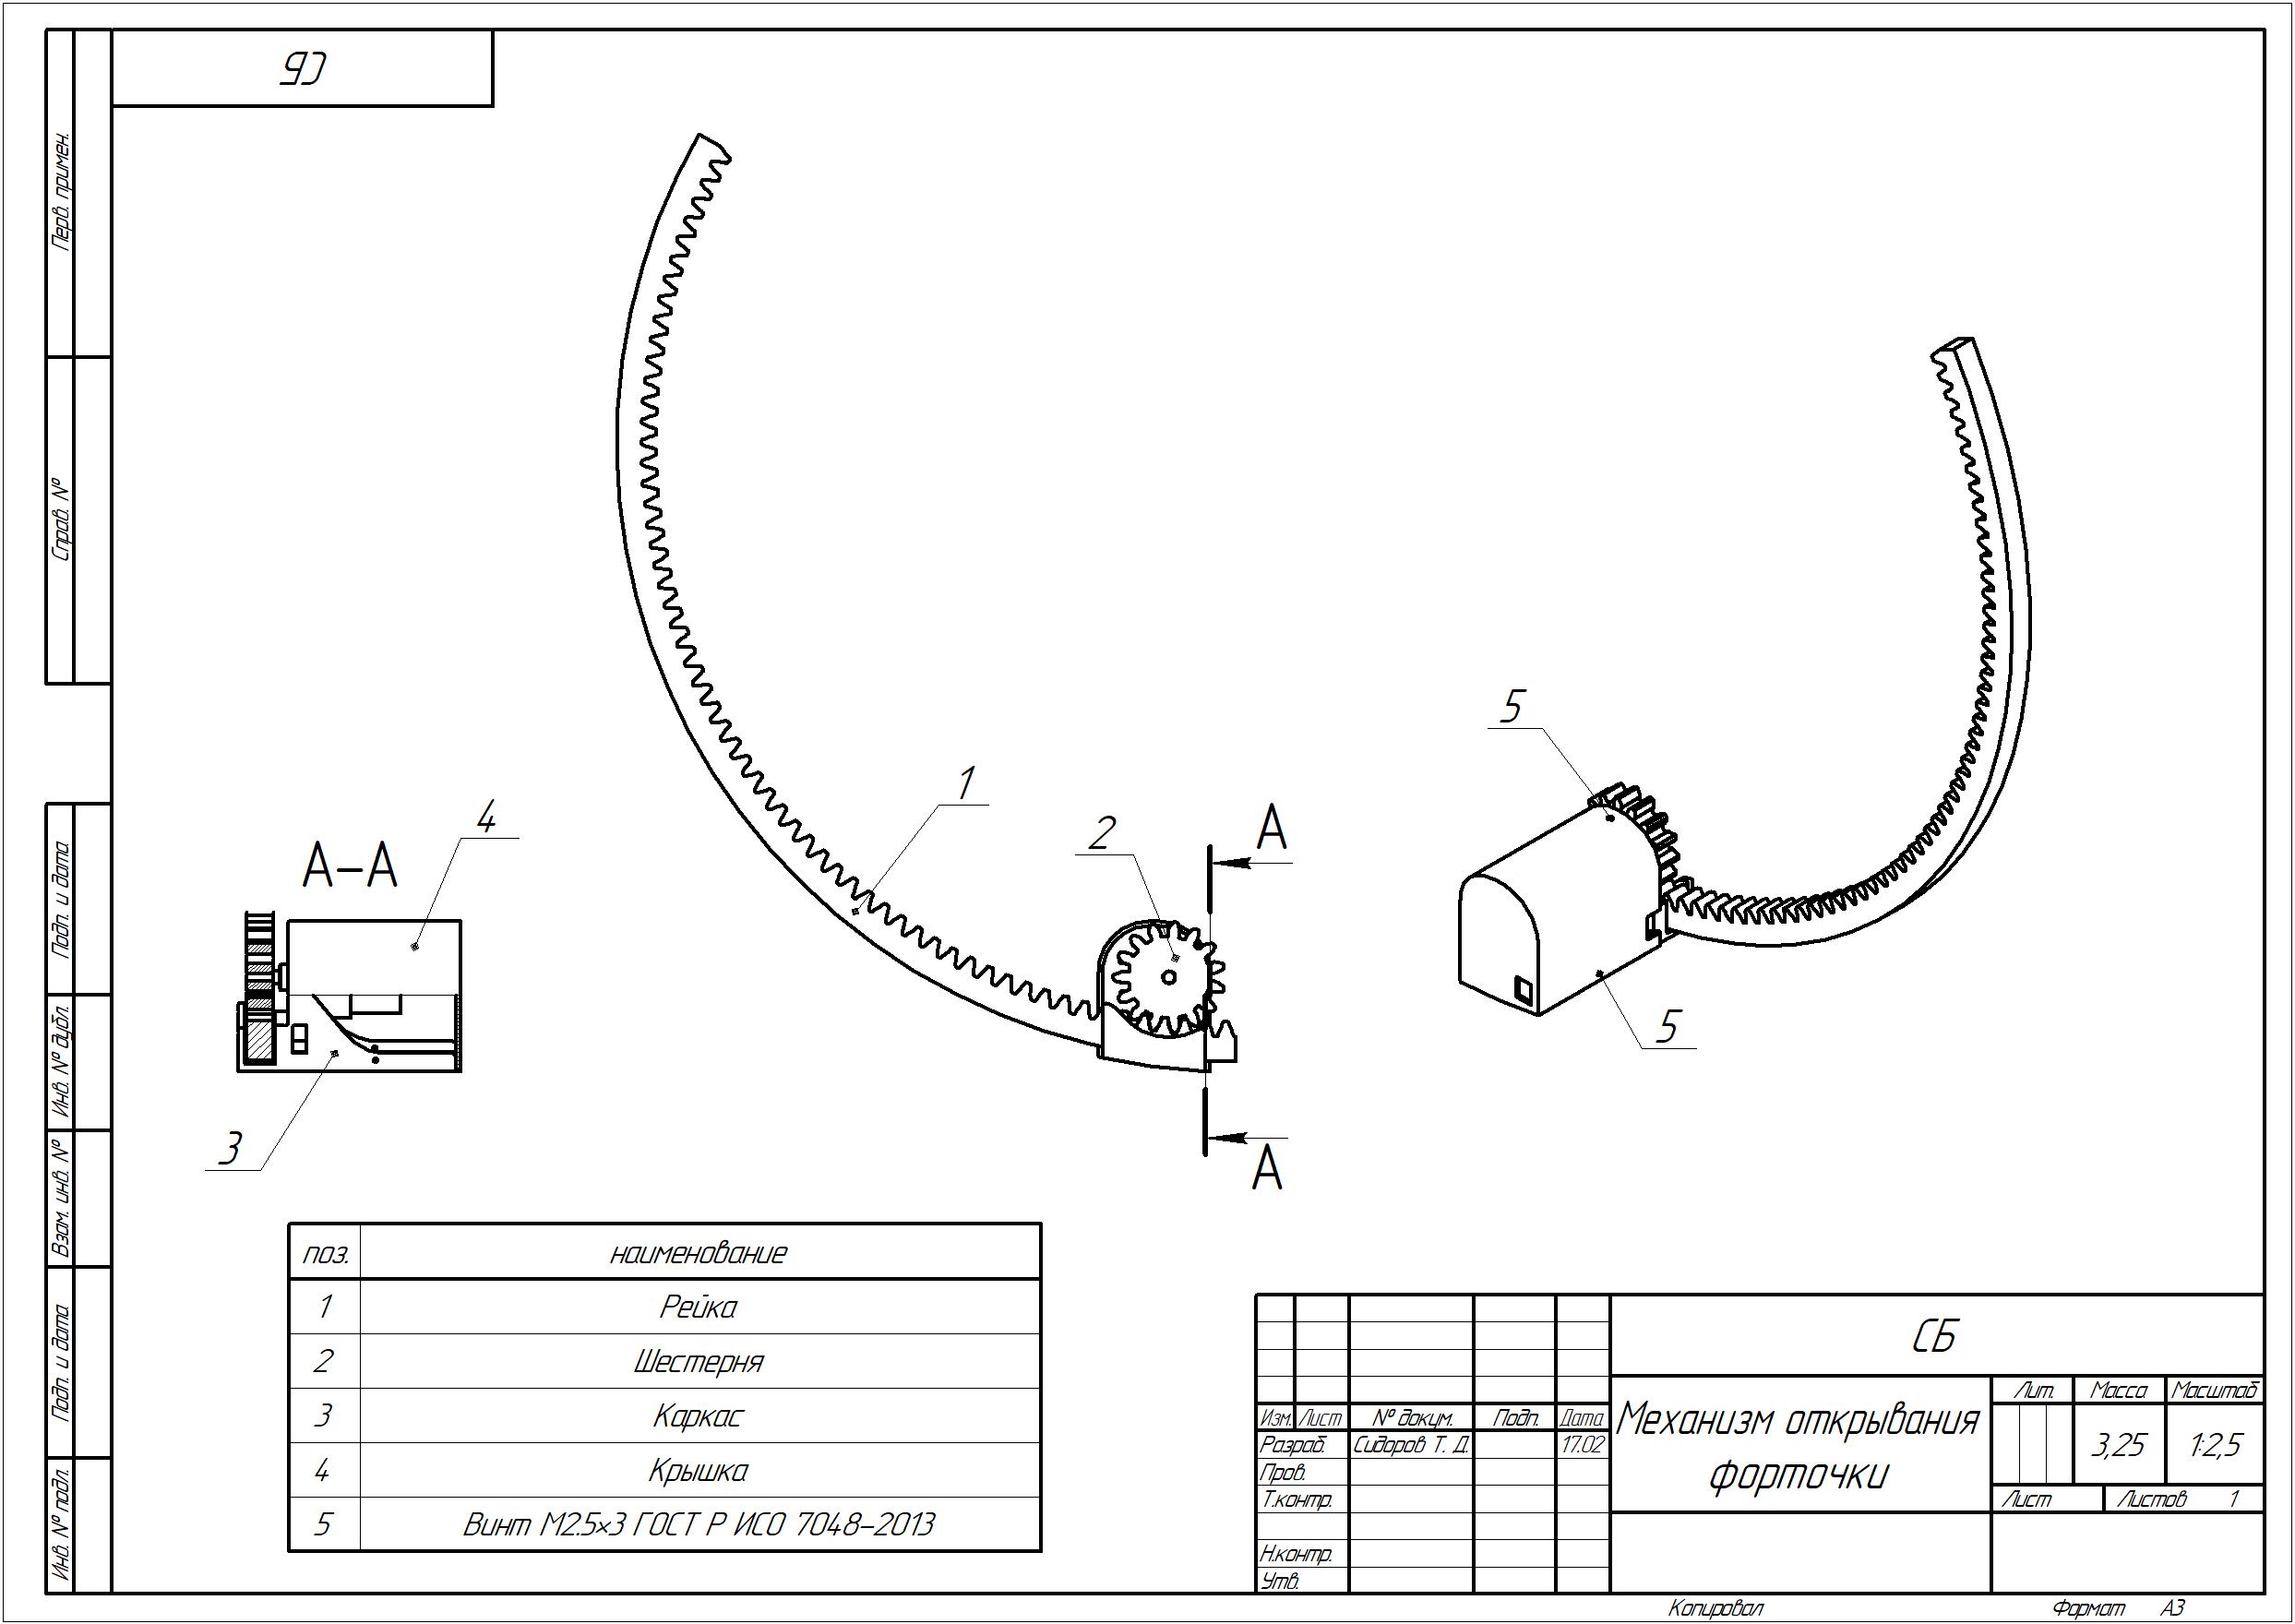 СБ
Перв. примен.
Справ. №
Подп. и дата
Инв. № дубл.
Взам. инв. №
Подп. и дата
Инв. № подл.
1
2
А
А
5
5
А-А
4
3
поз. наименование
1 Рейка
2 Шестерня
3 Каркас
4 Крышка
5 Винт М2.5×3 ГОСТ Р ИСО 7048-2013
СБ
Механизм открывания
форточки
Лит. Масса Масштаб
3,25 1:2,5
Лист Листов 1
Изм. Лист № докум. Подп. Дата
Разраб. Сидоров Т. Д. 17.02
Пров.
Т.контр.
Н.контр.
Утв.
Копировал Формат А3